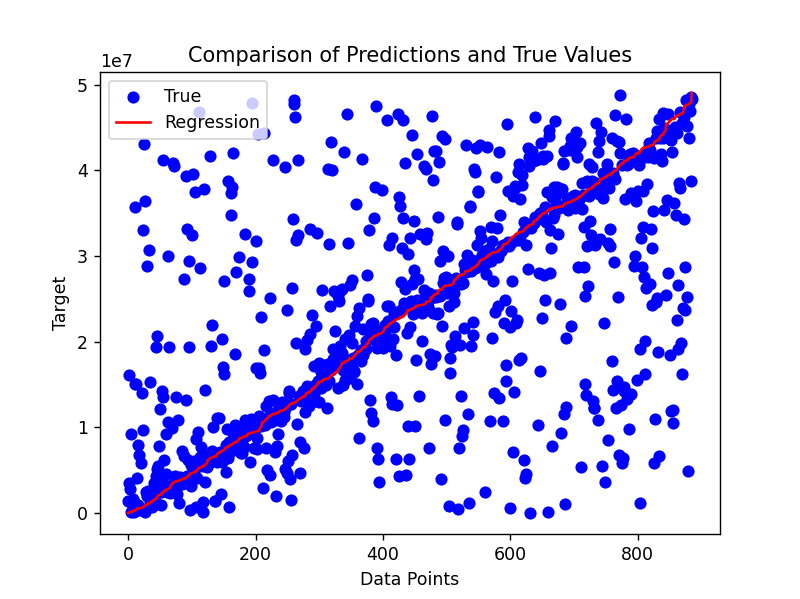 Comparison of Predictions and True Values
1e7
True
Regression
5
4
3
2
1
0
Target
0 200 400 600 800
Data Points